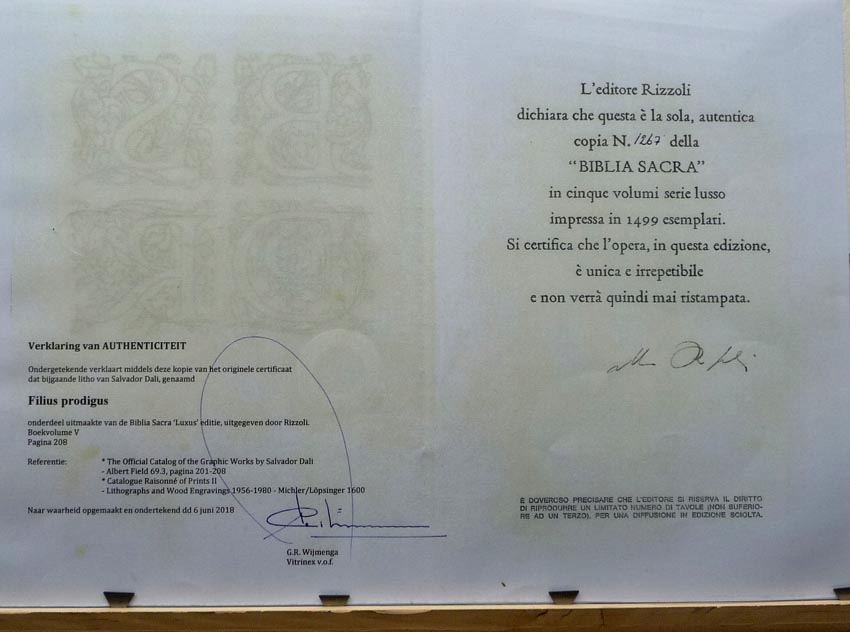 Verklaring van AUTHENTICITEIT
Ondergetekende verklaart middels deze kopie van het originele certificaat
dat bijgaande litho van Salvador Dali, genaamd
Filius prodigus
onderdeel uitmaakte van de Biblia Sacra 'Luxus' editie, uitgegeven door Rizzoli.
Boekvolume V
Pagina 208
Referentie: * The Official Catalog of the Graphic Works by Salvador Dali
- Albert Field 69.3, pagina 201-208
* Catalogue Raisonné of Prints II
- Lithographs and Wood Engravings 1956-1980 - Michler/Löpsinger 1600
Naar waarheid opgemaakt en ondertekend dd 6 juni 2018
G.R. Wijmenga
Vitrinex v.o.f.
L'editore Rizzoli
dichiara che questa è la sola, autentica
copia N. 1267 della
"BIBLIA SACRA"
in cinque volumi serie lusso
impressa in 1499 esemplari.
Si certifica che l'opera, in questa edizione,
è unica e irrepetibile
e non verrà quindi mai ristampata.
È DOVEROSO PRECISARE CHE L'EDITORE SI RISERVA IL DIRITTO
DI RIPRODURRE UN LIMITATO NUMERO DI TAVOLE (NON SUPERIO-
RE AD UN TERZO), PER UNA DIFFUSIONE IN EDIZIONE SCIOLTA.